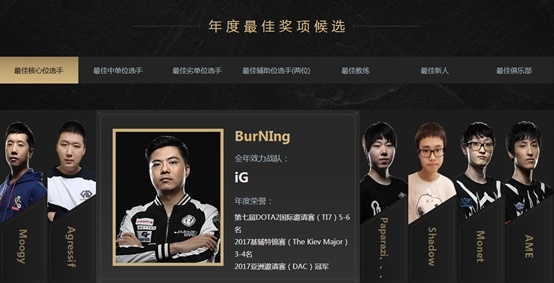 年度最佳奖项候选
最佳核心位选手
最佳中单位选手
最佳劣单位选手
最佳辅助位选手(两位)
最佳教练
最佳新人
最佳俱乐部
Moogy
Agressif
BurNIng
全年效力战队：
iG
年度荣誉：
第七届DOTA2国际邀请赛（TI7）5-6
名
2017基辅特锦赛（The Kiev Major）
3-4名
2017亚洲邀请赛（DAC）冠军
Paparazi、、、
Shadow
Monet
AME